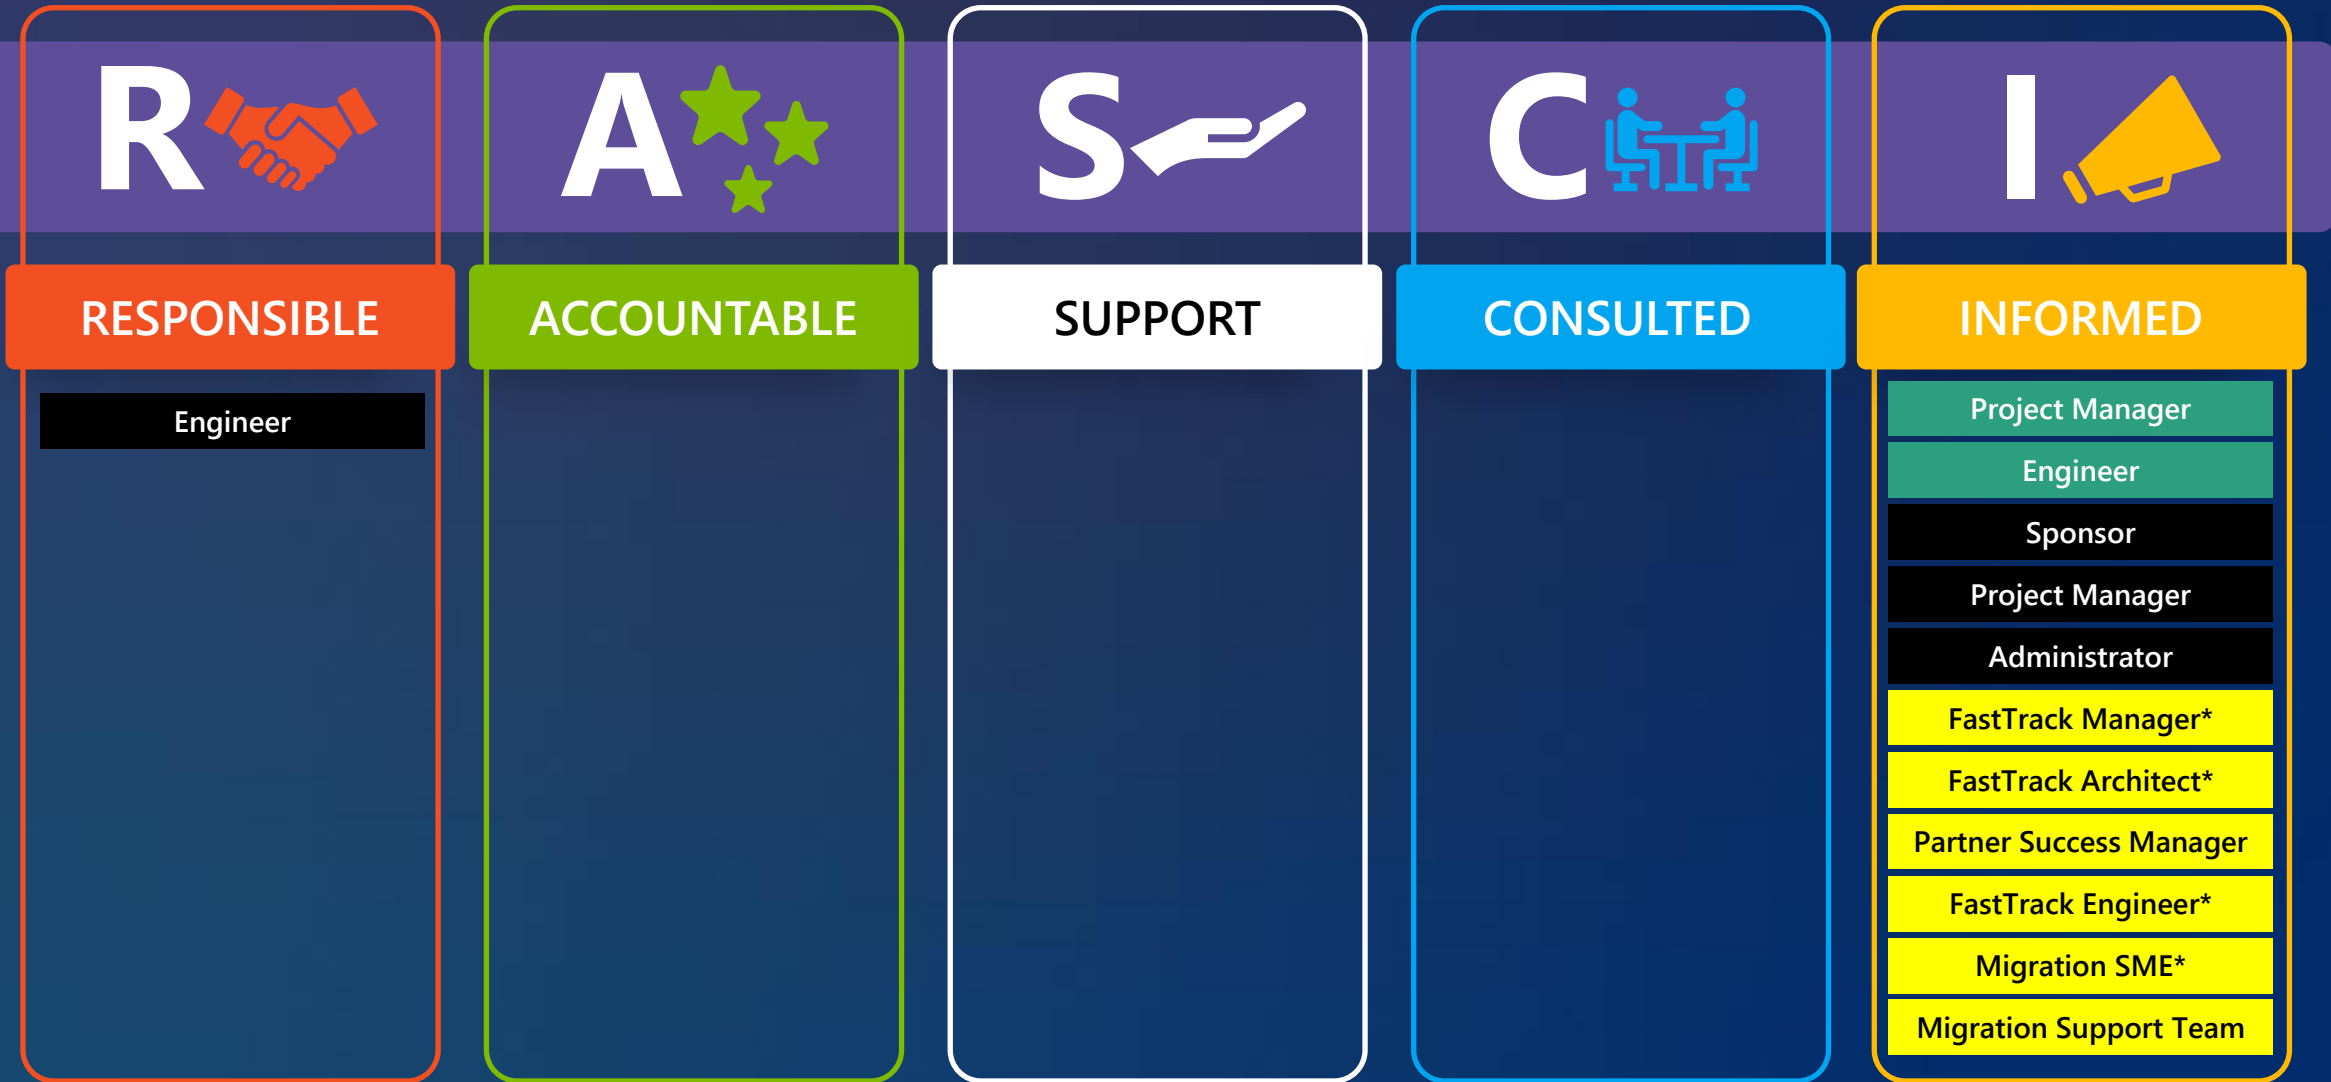 R
A
S
C
I
RESPONSIBLE
ACCOUNTABLE
SUPPORT
CONSULTED
INFORMED
Engineer
Project Manager
Engineer
Sponsor
Project Manager
Administrator
FastTrack Manager*
FastTrack Architect*
Partner Success Manager
FastTrack Engineer*
Migration SME*
Migration Support Team